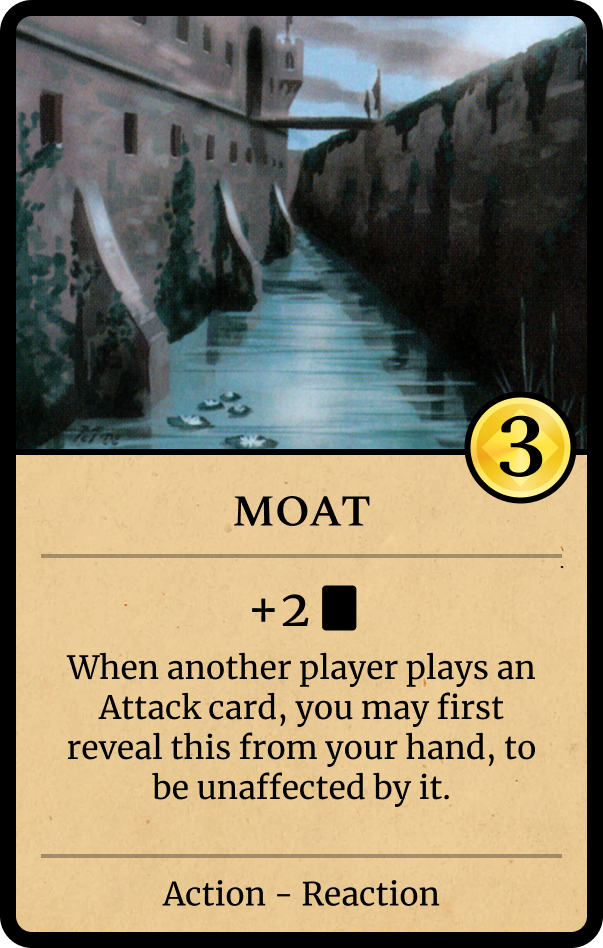 3
MOAT
+2
When another player plays an
Attack card, you may first
reveal this from your hand, to
be unaffected by it.
Action - Reaction